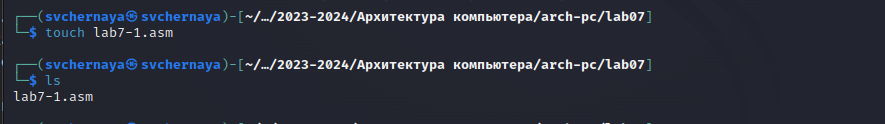 ┌──(svchernaya㉿svchernaya)-[~/…/2023-2024/Архитектура компьютера/arch-pc/lab07]
└─$ touch lab7-1.asm
┌──(svchernaya㉿svchernaya)-[~/…/2023-2024/Архитектура компьютера/arch-pc/lab07]
└─$ ls
lab7-1.asm